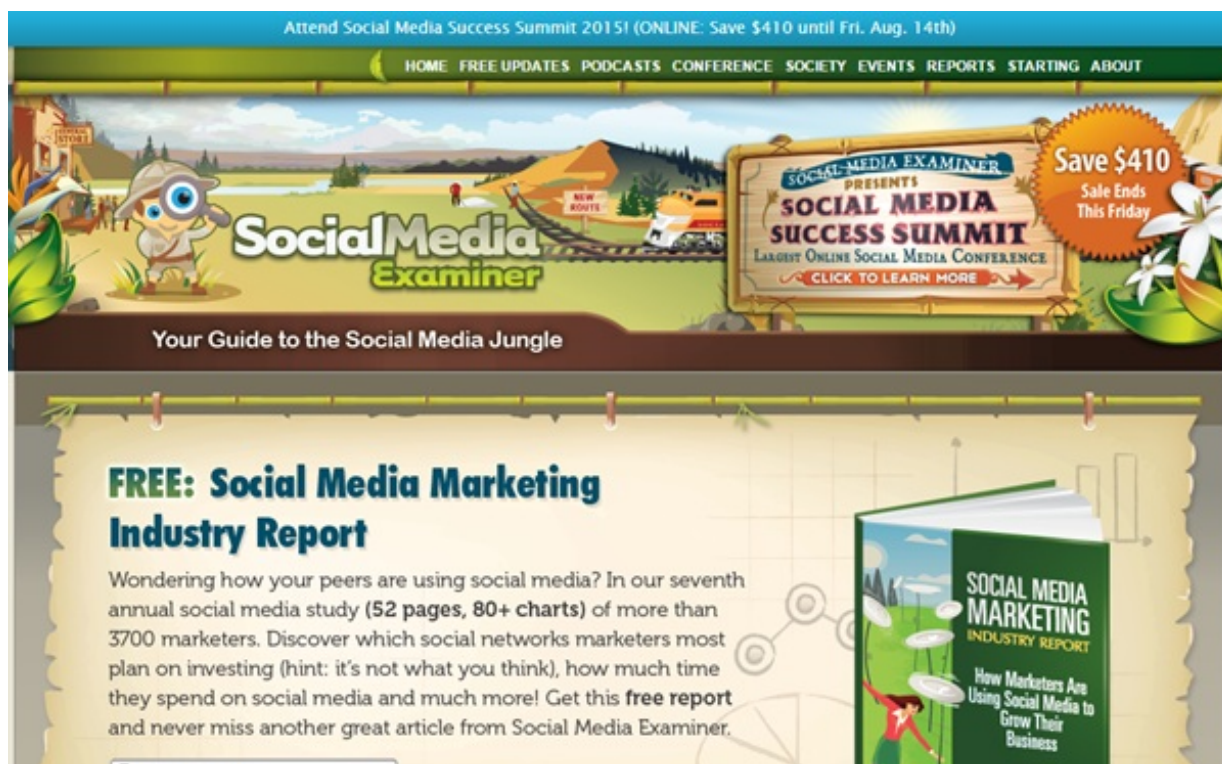 Attend Social Media Success Summit 2015! (ONLINE: Save $410 until Fri. Aug. 14th)
HOME FREE UPDATES PODCASTS CONFERENCE SOCIETY EVENTS REPORTS STARTING ABOUT
GENERAL
STORE
NEW
ROUTE
SocialMedia
Examiner
SOCIAL MEDIA EXAMINER
PRESENTS
SOCIAL MEDIA
SUCCESS SUMMIT
LARGEST ONLINE SOCIAL MEDIA CONFERENCE
CLICK TO LEARN MORE
Save $410
Sale Ends
This Friday
Your Guide to the Social Media Jungle
FREE: Social Media Marketing
Industry Report
Wondering how your peers are using social media? In our seventh
annual social media study (52 pages, 80+ charts) of more than
3700 marketers. Discover which social networks marketers most
plan on investing (hint: it's not what you think), how much time
they spend on social media and much more! Get this free report
and never miss another great article from Social Media Examiner.
SOCIAL MEDIA
MARKETING
INDUSTRY REPORT
How Marketers Are
Using Social Media to
Grow Their
Business